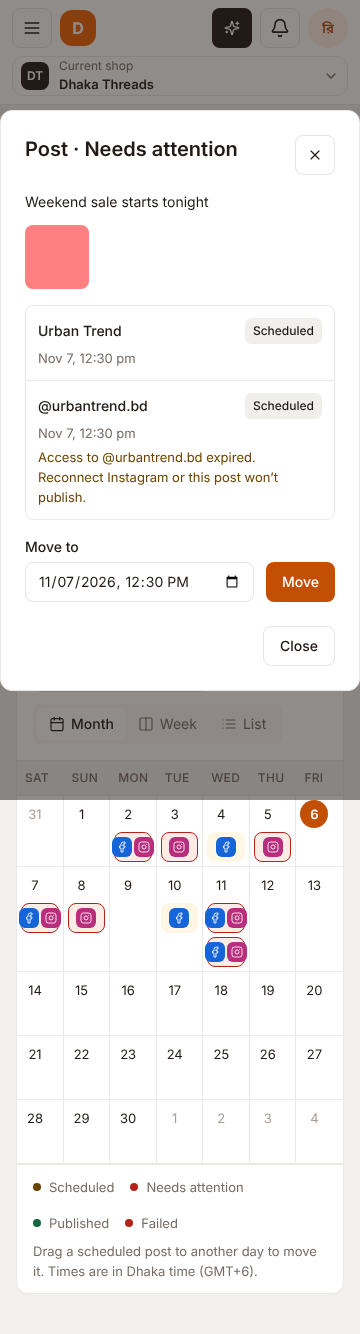 D
রি
Current shop
DT
Dhaka Threads
Post · Needs attention
Weekend sale starts tonight
Urban Trend
Scheduled
Nov 7, 12:30 pm
@urbantrend.bd
Scheduled
Nov 7, 12:30 pm
Access to @urbantrend.bd expired.
Reconnect Instagram or this post won’t
publish.
Move to
11/07/2026, 12:30 PM
Move
Close
Month Week List
SAT SUN MON TUE WED THU FRI
31 1 2 3 4 5 6
7 8 9 10 11 12 13
14 15 16 17 18 19 20
21 22 23 24 25 26 27
28 29 30 1 2 3 4
Scheduled Needs attention
Published Failed
Drag a scheduled post to another day to move
it. Times are in Dhaka time (GMT+6).